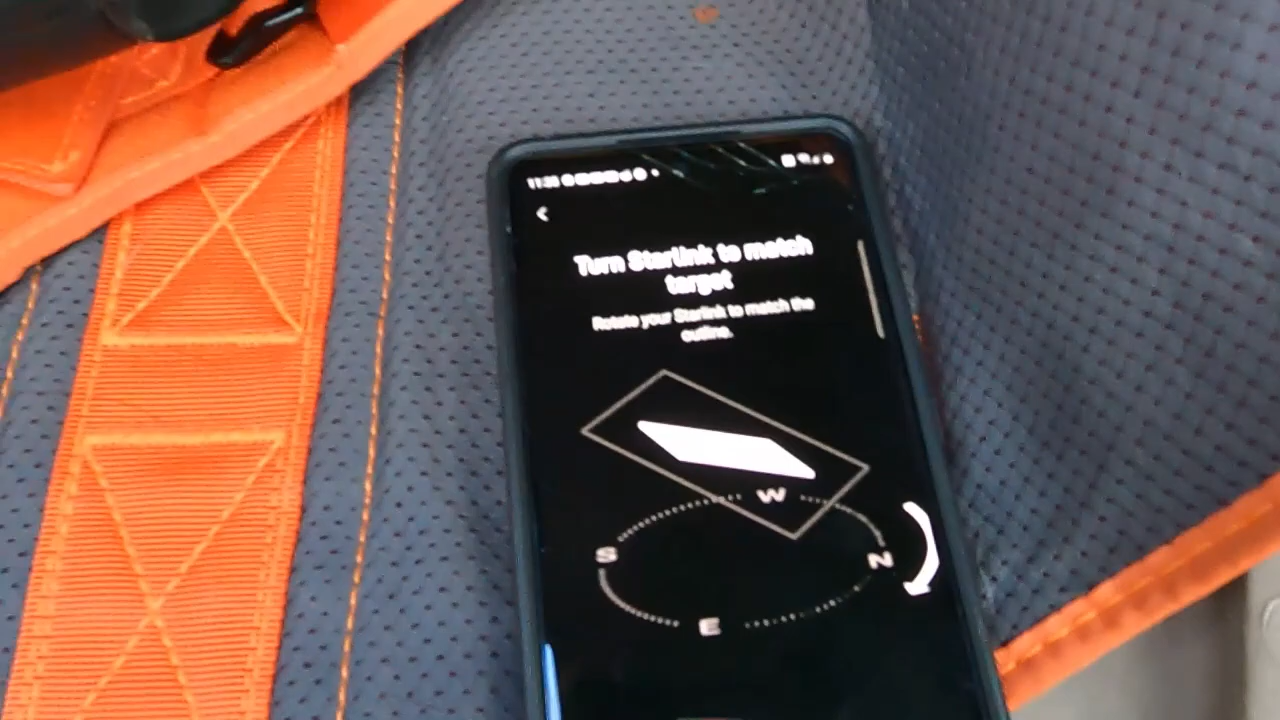 Turn Starlink to match
target
Rotate your Starlink to match the
outline.
W
S
N
E